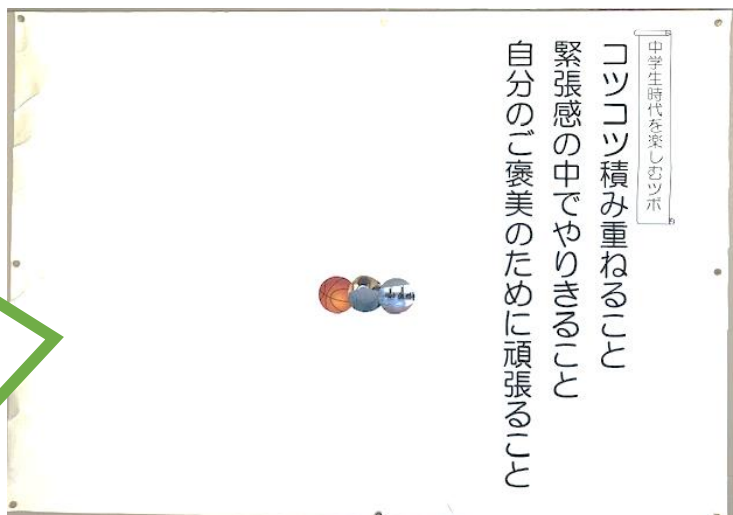 中学生時代を楽しむツボ
コツコツ積み重ねること
緊張感の中でやりきること
自分のご褒美のために頑張ること